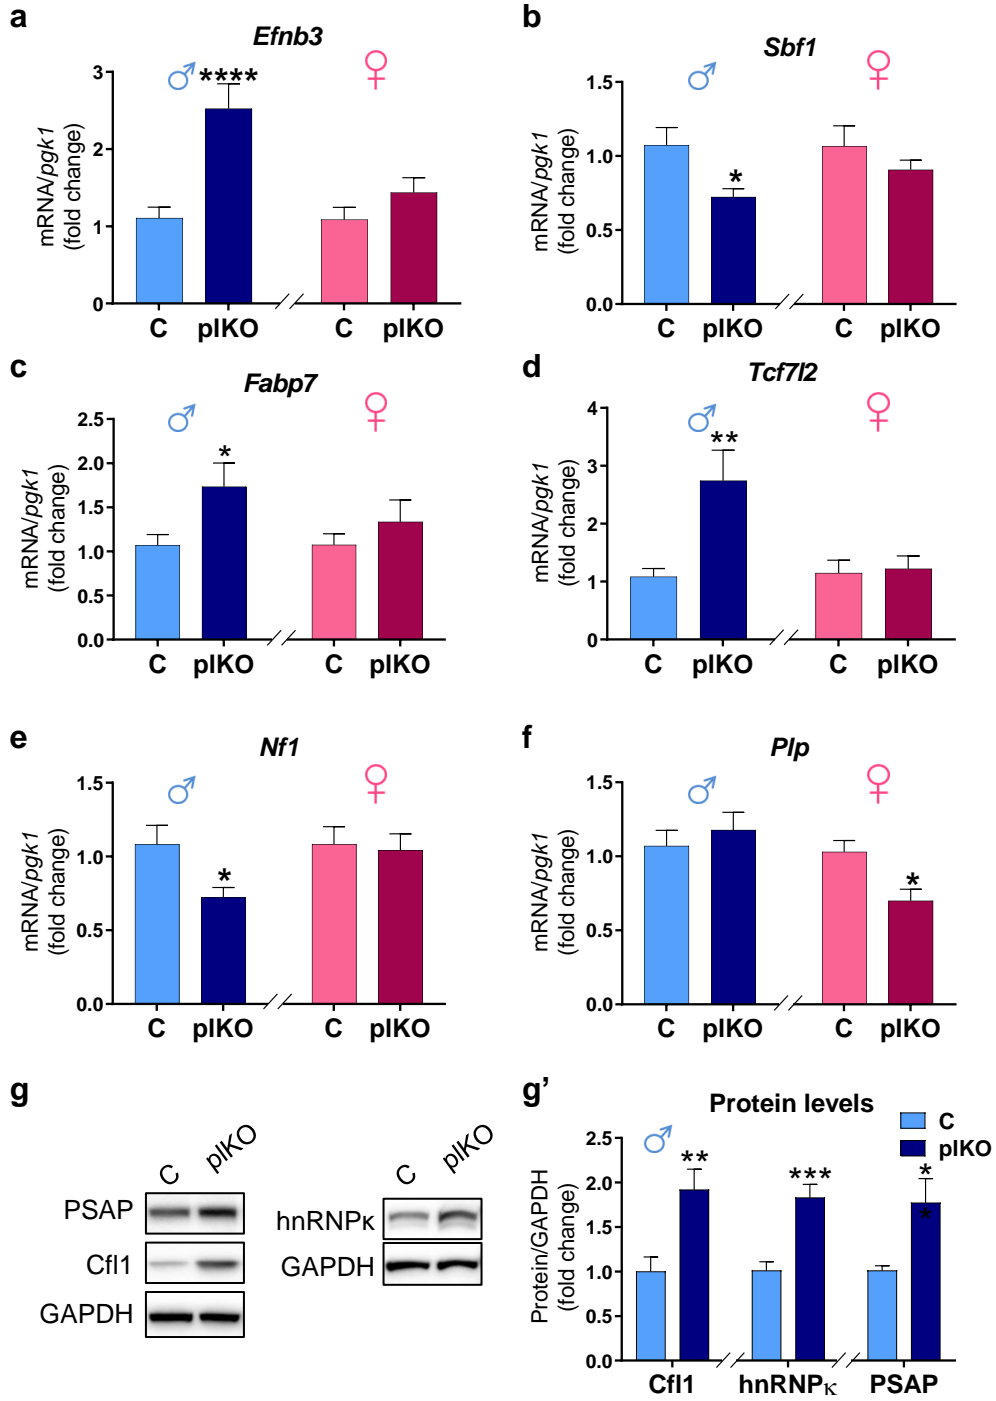 a
Efnb3
♂
****
♀
mRNA/pgk1
(fold change)
3
2
1
0
C
pIKO
C
pIKO
b
Sbf1
♂
♀
*
mRNA/pgk1
(fold change)
1.5
1.0
0.5
0.0
C
pIKO
C
pIKO
c
Fabp7
♂
♀
*
mRNA/pgk1
(fold change)
2.5
2.0
1.5
1.0
0.5
0.0
C
pIKO
C
pIKO
d
Tcf7l2
♂
♀
**
mRNA/pgk1
(fold change)
4
3
2
1
0
C
pIKO
C
pIKO
e
Nf1
♂
♀
*
mRNA/pgk1
(fold change)
1.5
1.0
0.5
0.0
C
pIKO
C
pIKO
f
Plp
♂
♀
*
mRNA/pgk1
(fold change)
1.5
1.0
0.5
0.0
C
pIKO
C
pIKO
g
C
pIKO
PSAP
Cfl1
GAPDH
C
pIKO
hnRNPκ
GAPDH
g’
Protein levels
C
pIKO
♂
**
***
*
*
Protein/GAPDH
(fold change)
2.5
2.0
1.5
1.0
0.5
0.0
Cfl1
hnRNPκ
PSAP